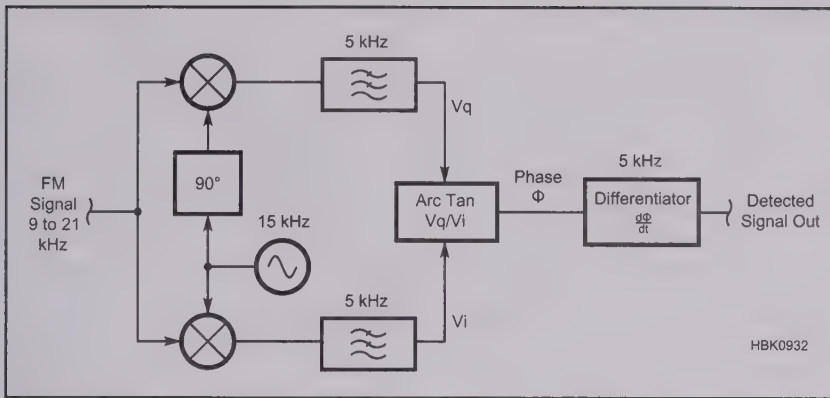 5 kHz
Vq
FM
Signal
9 to 21
kHz
90°
15 kHz
Arc Tan
Vq/Vi
Phase
Φ
5 kHz
Differentiator
dΦ
dt
Detected
Signal Out
5 kHz
Vi
HBK0932